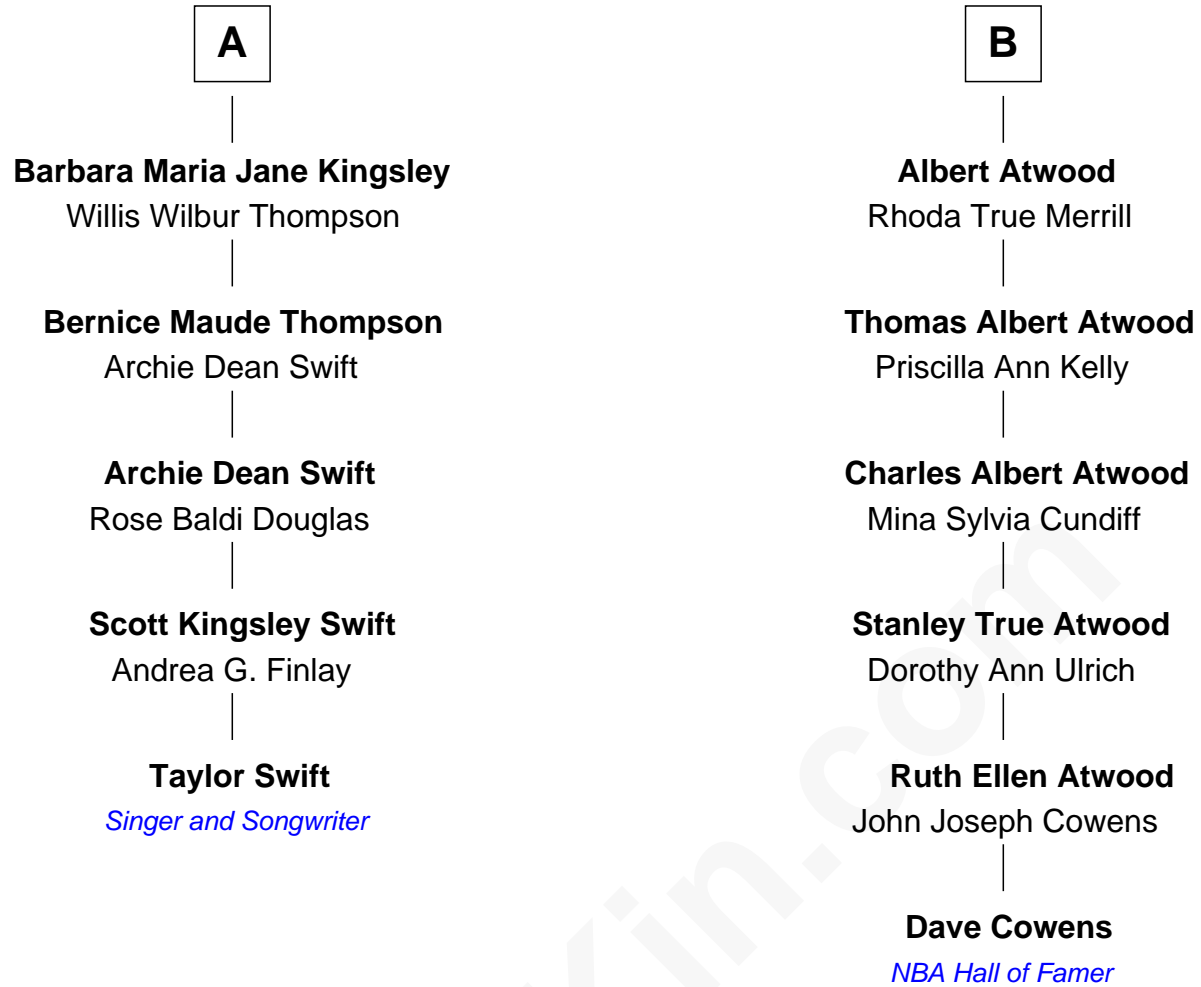 A
Barbara Maria Jane Kingsley
Willis Wilbur Thompson
Bernice Maude Thompson
Archie Dean Swift
Archie Dean Swift
Rose Baldi Douglas
Scott Kingsley Swift
Andrea G. Finlay
Taylor Swift
Singer and Songwriter
B
Albert Atwood
Rhoda True Merrill
Thomas Albert Atwood
Priscilla Ann Kelly
Charles Albert Atwood
Mina Sylvia Cundiff
Stanley True Atwood
Dorothy Ann Ulrich
Ruth Ellen Atwood
John Joseph Cowens
Dave Cowens
NBA Hall of Famer